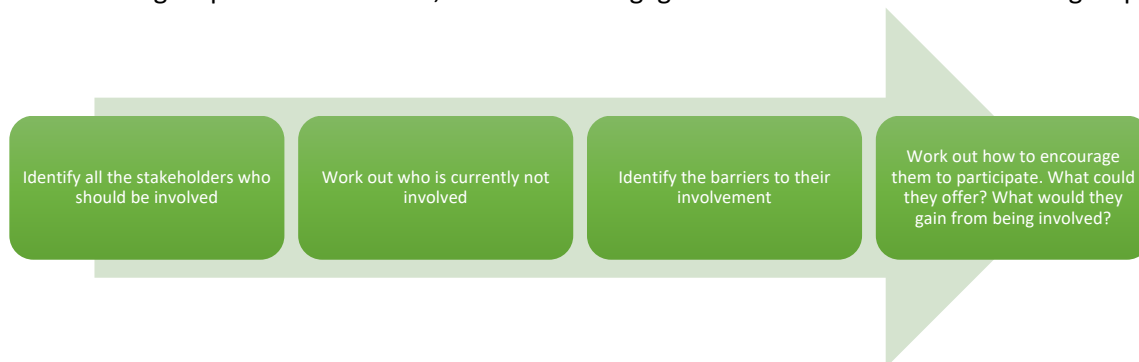 Identify all the stakeholders who
should be involved
Work out who is currently not
involved
Identify the barriers to their
involvement
Work out how to encourage
them to participate. What could
they offer? What would they
gain from being involved?